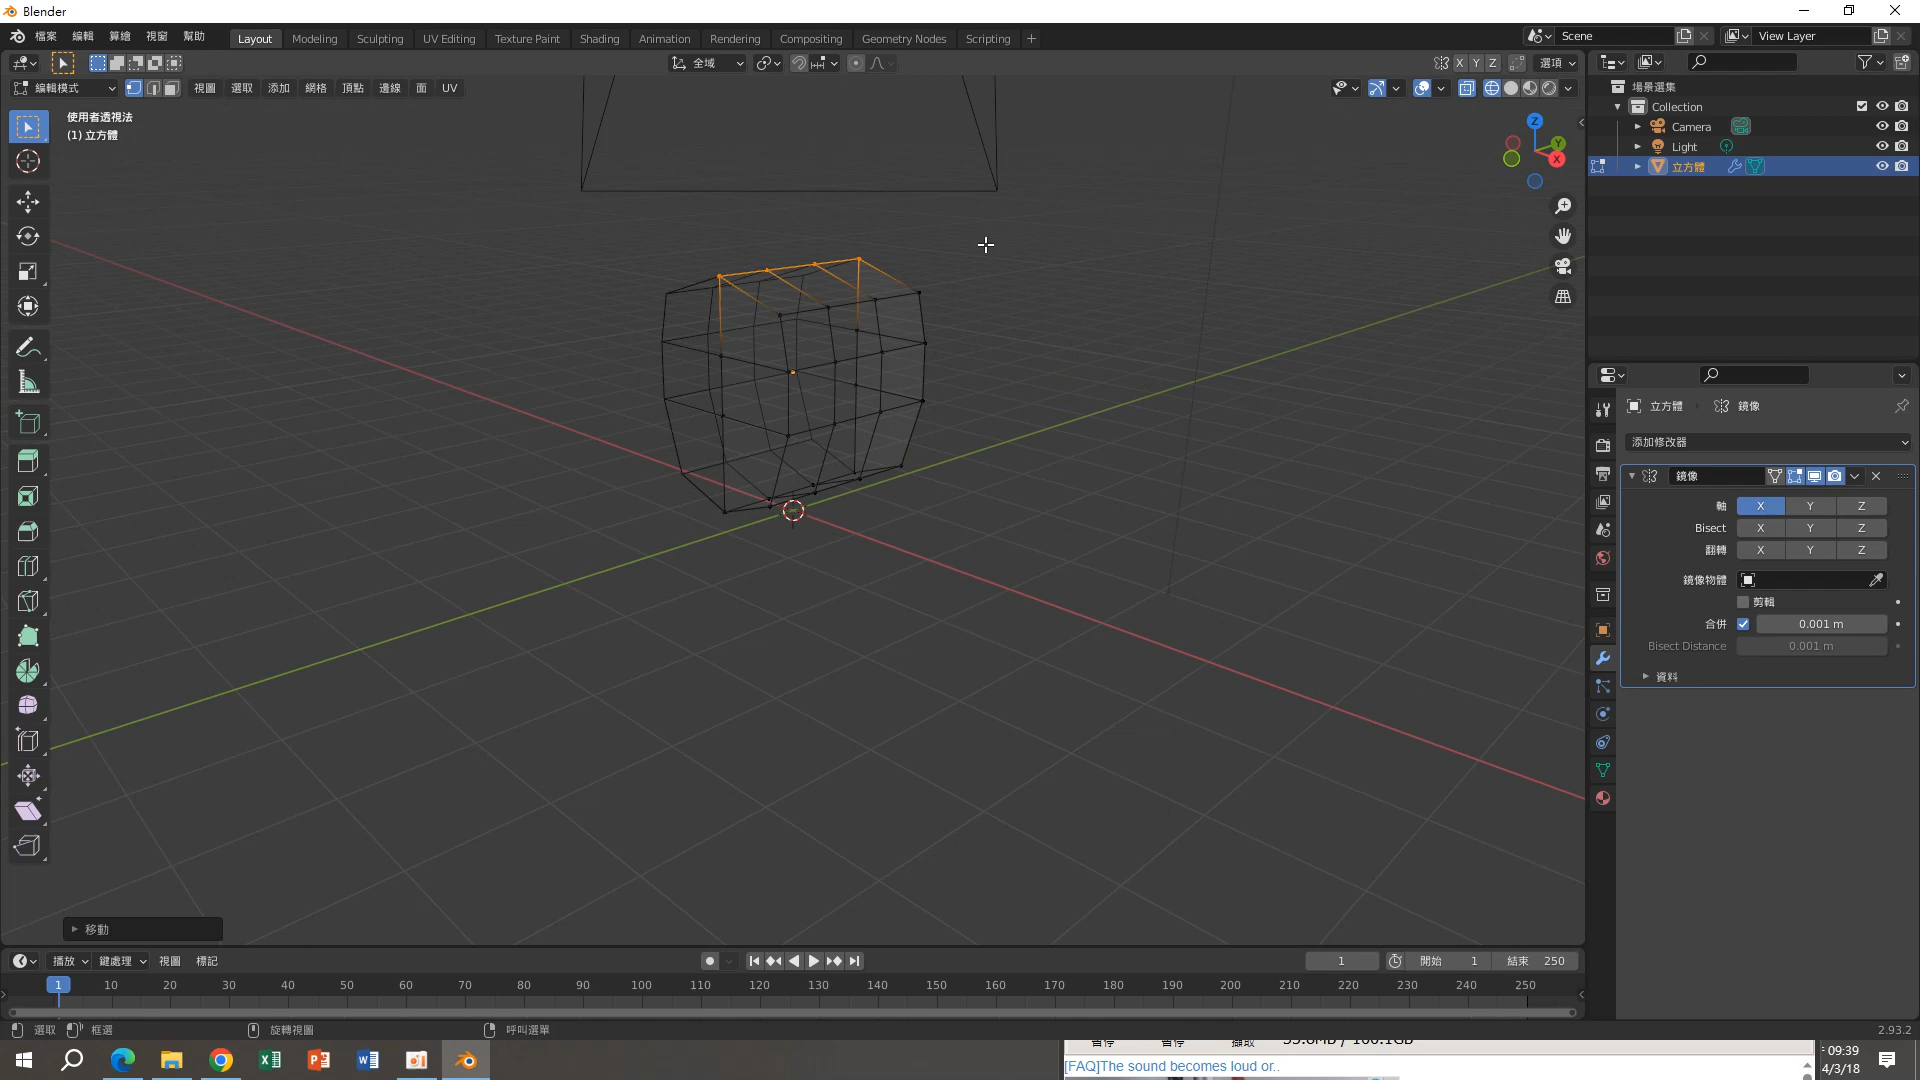 Blender
檔案 編輯 算繪 視窗 幫助 Layout Modeling Sculpting UV Editing Texture Paint Shading Animation Rendering Compositing Geometry Nodes Scripting + Scene View Layer
全域 X Y Z 選項
編輯模式 視圖 選取 添加 網格 頂點 邊線 面 UV
使用者透視法
(1) 立方體
Z
Y
X
場景選集
Collection
Camera
Light
立方體
立方體 鏡像
添加修改器
鏡像
軸 X Y Z
Bisect X Y Z
翻轉 X Y Z
鏡像物體
剪輯
合併 0.001 m
Bisect Distance 0.001 m
資料
移動
播放 鍵處理 視圖 標記 1 開始 1 結束 250
1 10 20 30 40 50 60 70 80 90 100 110 120 130 140 150 160 170 180 190 200 210 220 230 240 250
選取 框選 旋轉視圖 呼叫選單 2.93.2
[FAQ]The sound becomes loud or..
09:39
4/3/18